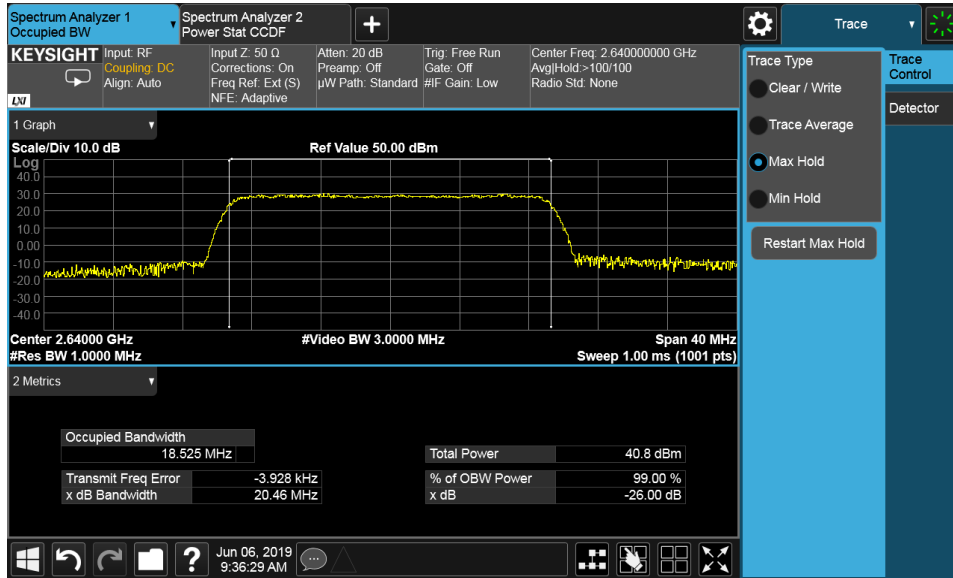 Spectrum Analyzer 1
Occupied BW
Spectrum Analyzer 2
Power Stat CCDF
Trace
KEYSIGHT
LXI
Input: RF
Coupling: DC
Align: Auto
Input Z: 50 Ω
Corrections: On
Freq Ref: Ext (S)
NFE: Adaptive
Atten: 20 dB
Preamp: Off
µW Path: Standard
Trig: Free Run
Gate: Off
#IF Gain: Low
Center Freq: 2.640000000 GHz
Avg|Hold:>100/100
Radio Std: None
Trace Type
Clear / Write
Trace Average
Max Hold
Min Hold
Restart Max Hold
Trace
Control
Detector
1 Graph
Scale/Div 10.0 dB
Ref Value 50.00 dBm
Log
40.0
30.0
20.0
10.0
0.00
-10.0
-20.0
-30.0
-40.0
Center 2.64000 GHz
#Video BW 3.0000 MHz
Span 40 MHz
#Res BW 1.0000 MHz
Sweep 1.00 ms (1001 pts)
2 Metrics
Occupied Bandwidth
18.525 MHz
Total Power 40.8 dBm
Transmit Freq Error -3.928 kHz
% of OBW Power 99.00 %
x dB Bandwidth 20.46 MHz
x dB -26.00 dB
?
Jun 06, 2019
9:36:29 AM